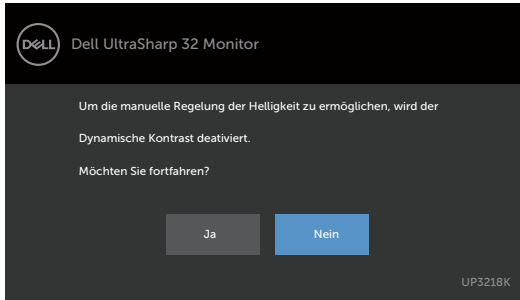 DELL
Dell UltraSharp 32 Monitor
Um die manuelle Regelung der Helligkeit zu ermöglichen, wird der
Dynamische Kontrast deativiert.
Möchten Sie fortfahren?
Ja
Nein
UP3218K